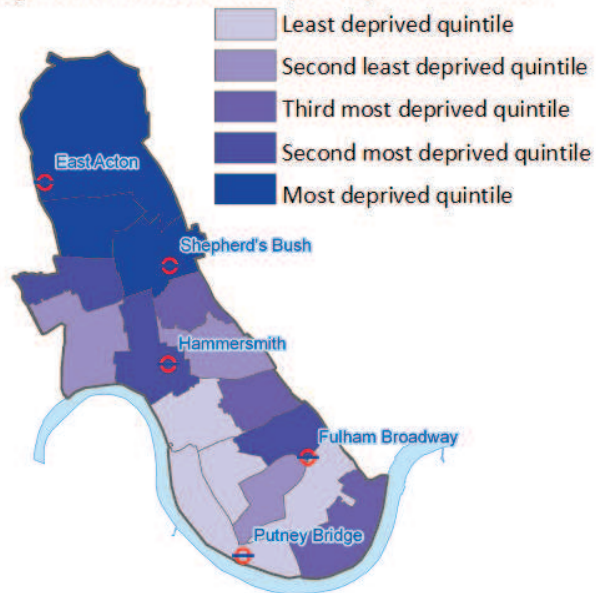 Least deprived quintile
Second least deprived quintile
Third most deprived quintile
Second most deprived quintile
Most deprived quintile
East Acton
Shepherd's Bush
Hammersmith
Fulham Broadway
Putney Bridge